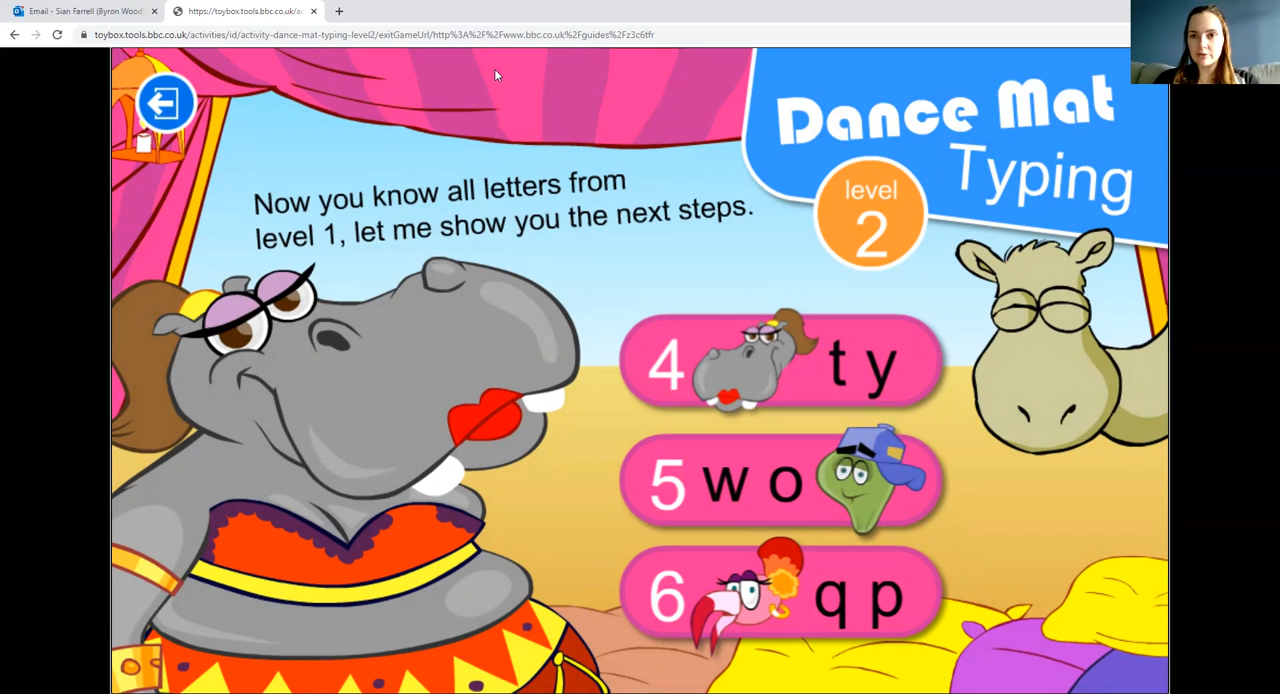 Email - Sian Farrell (Byron Wood)
https://toybox.tools.bbc.co.uk/ac
toybox.tools.bbc.co.uk/activities/id/activity-dance-mat-typing-level2/exitGameUrl/http%3A%2F%2Fwww.bbc.co.uk%2Fguides%2Fz3c6tfr
Dance Mat
Typing
level
2
Now you know all letters from
level 1, let me show you the next steps.
4 t y
5 w o
6 q p